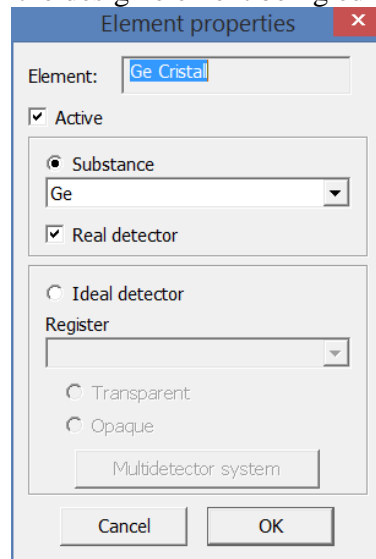 Element properties
Element: Ge Cristall
Active
Substance
Ge
Real detector
Ideal detector
Register
Transparent
Opaque
Multidetector system
Cancel OK